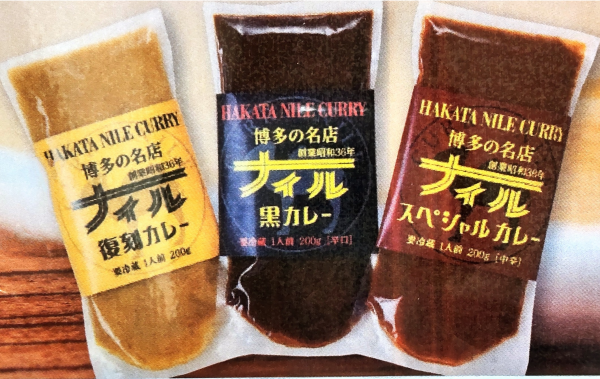 HAKATA NILE CURRY
博多の名店
創業昭和36年
ナイル
復刻カレー
要冷蔵 1人前 200g
HAKATA NILE CURRY
博多の名店
創業昭和36年
ナイル
黒カレー
要冷蔵 1人前 200g [辛口]
HAKATA NILE CURRY
博多の名店
創業昭和36年
ナイル
スペシャルカレー
要冷蔵 1人前 200g [中辛]